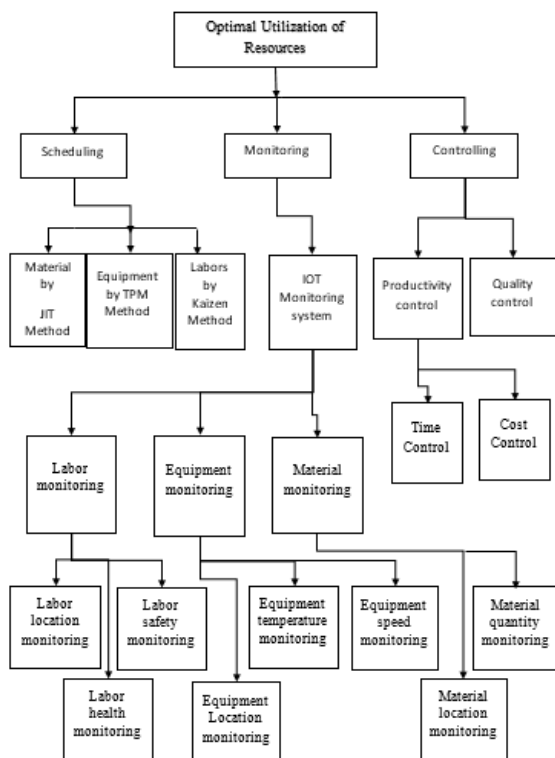 Optimal Utilization of
Resources
Scheduling
Monitoring
Controlling
Material
by
JIT
Method
Equipment
by TPM
Method
Labors
by
Kaizen
Method
IOT
Monitoring
system
Productivity
control
Quality
control
Time
Control
Cost
Control
Labor
monitoring
Equipment
monitoring
Material
monitoring
Labor
location
monitoring
Labor
safety
monitoring
Equipment
temperature
monitoring
Equipment
speed
monitoring
Material
quantity
monitoring
Labor
health
monitoring
Equipment
Location
monitoring
Material
location
monitoring